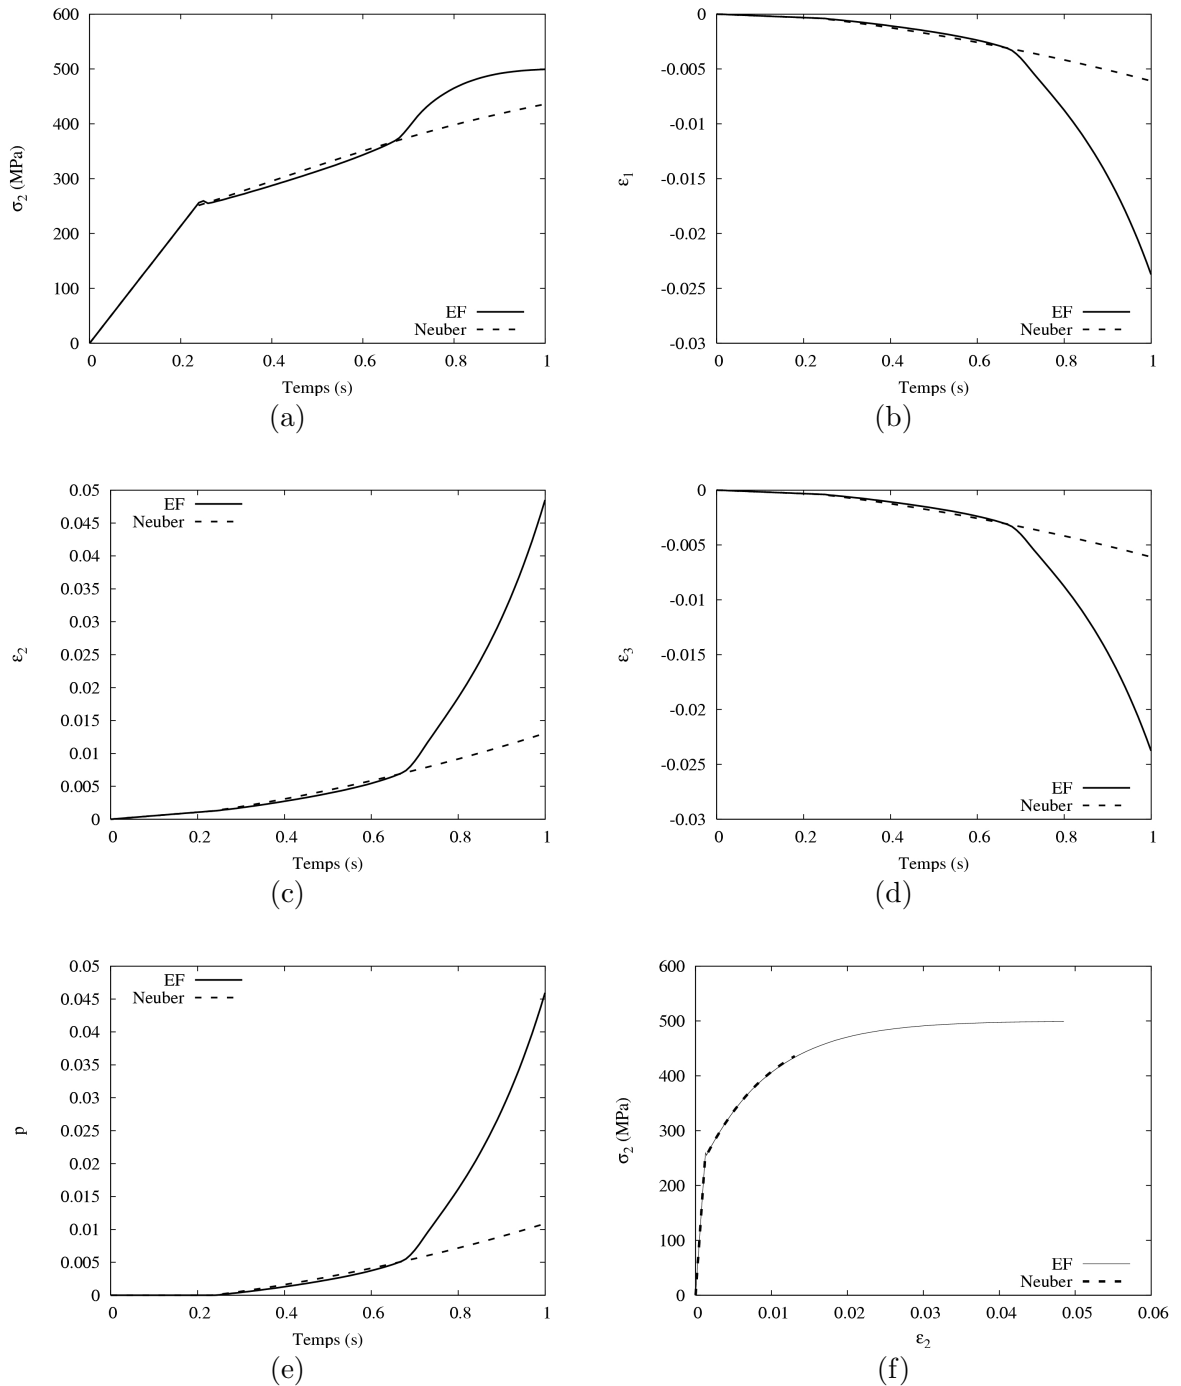 600
500
400
300
200
100
0
σ2 (MPa)
0 0.2 0.4 0.6 0.8 1
Temps (s)
EF
Neuber
(a)
0
-0.005
-0.01
-0.015
-0.02
-0.025
-0.03
ε1
0 0.2 0.4 0.6 0.8 1
Temps (s)
EF
Neuber
(b)
0.05
0.045
0.04
0.035
0.03
0.025
0.02
0.015
0.01
0.005
0
ε2
0 0.2 0.4 0.6 0.8 1
Temps (s)
EF
Neuber
(c)
0
-0.005
-0.01
-0.015
-0.02
-0.025
-0.03
ε3
0 0.2 0.4 0.6 0.8 1
Temps (s)
EF
Neuber
(d)
0.05
0.045
0.04
0.035
0.03
0.025
0.02
0.015
0.01
0.005
0
p
0 0.2 0.4 0.6 0.8 1
Temps (s)
EF
Neuber
(e)
600
500
400
300
200
100
0
σ2 (MPa)
0 0.01 0.02 0.03 0.04 0.05 0.06
ε2
EF
Neuber
(f)